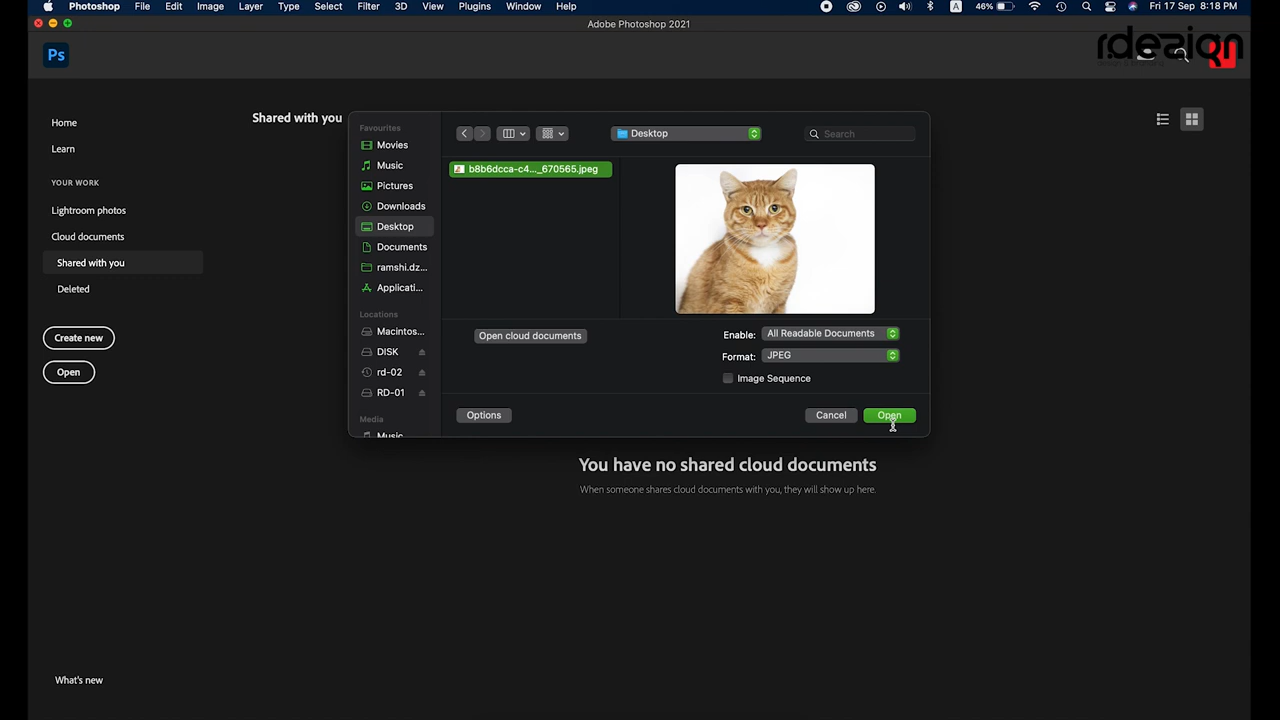 Photoshop File Edit Image Layer Type Select Filter 3D View Plugins Window Help A 46% Fri 17 Sep 8:18 PM
Adobe Photoshop 2021
rdezign
Ps
Home
Learn
YOUR WORK
Lightroom photos
Cloud documents
Shared with you
Deleted
Create new
Open
What's new
Shared with you
Favourites
Movies
Music
Pictures
Downloads
Desktop
Documents
ramshi.dz...
Applicati...
Locations
Macintos...
DISK
rd-02
RD-01
Media
Music
Desktop
Search
b8b6dcca-c4..._670565.jpeg
Open cloud documents
Enable: All Readable Documents
Format: JPEG
Image Sequence
Options
Cancel
Open
You have no shared cloud documents
When someone shares cloud documents with you, they will show up here.